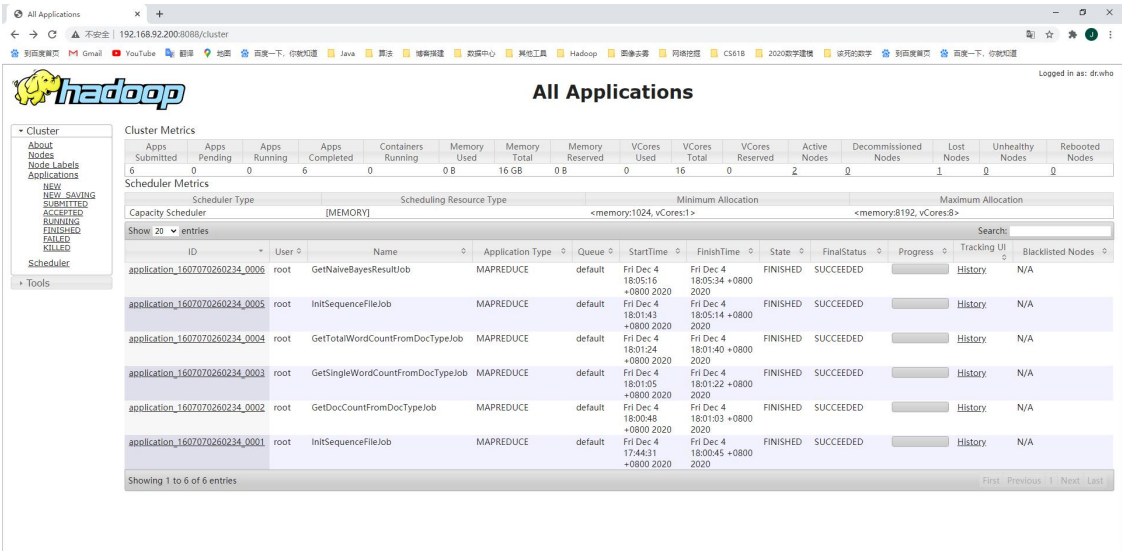 All Applications
不安全 | 192.168.92.200:8088/cluster
到百度首页 Gmail YouTube 翻译 地图 百度一下，你就知道 Java 算法 博客搭建 数据中心 其他工具 Hadoop 图像去雾 网络挖掘 CS61B 2020数学建模 该死的数学 到百度首页 百度一下，你就知道
J
Logged in as: dr.who
hadoop
All Applications
Cluster
About
Nodes
Node Labels
Applications
NEW
NEW_SAVING
SUBMITTED
ACCEPTED
RUNNING
FINISHED
FAILED
KILLED
Scheduler
Tools
Cluster Metrics
Apps Submitted Apps Pending Apps Running Apps Completed Containers Running Memory Used Memory Total Memory Reserved VCores Used VCores Total VCores Reserved Active Nodes Decommissioned Nodes Lost Nodes Unhealthy Nodes Rebooted Nodes
6 0 0 6 0 0 B 16 GB 0 B 0 16 0 2 0 1 0 0
Scheduler Metrics
Scheduler Type Scheduling Resource Type Minimum Allocation Maximum Allocation
Capacity Scheduler [MEMORY] <memory:1024, vCores:1> <memory:8192, vCores:8>
Show 20 entries Search:
ID User Name Application Type Queue StartTime FinishTime State FinalStatus Progress Tracking UI Blacklisted Nodes
application_1607070260234_0006 root GetNaiveBayesResultJob MAPREDUCE default Fri Dec 4 18:05:16 +0800 2020 Fri Dec 4 18:05:34 +0800 2020 FINISHED SUCCEEDED History N/A
application_1607070260234_0005 root InitSequenceFileJob MAPREDUCE default Fri Dec 4 18:01:43 +0800 2020 Fri Dec 4 18:05:14 +0800 2020 FINISHED SUCCEEDED History N/A
application_1607070260234_0004 root GetTotalWordCountFromDocTypeJob MAPREDUCE default Fri Dec 4 18:01:24 +0800 2020 Fri Dec 4 18:01:40 +0800 2020 FINISHED SUCCEEDED History N/A
application_1607070260234_0003 root GetSingleWordCountFromDocTypeJob MAPREDUCE default Fri Dec 4 18:01:05 +0800 2020 Fri Dec 4 18:01:22 +0800 2020 FINISHED SUCCEEDED History N/A
application_1607070260234_0002 root GetDocCountFromDocTypeJob MAPREDUCE default Fri Dec 4 18:00:48 +0800 2020 Fri Dec 4 18:01:03 +0800 2020 FINISHED SUCCEEDED History N/A
application_1607070260234_0001 root InitSequenceFileJob MAPREDUCE default Fri Dec 4 17:44:31 +0800 2020 Fri Dec 4 18:00:45 +0800 2020 FINISHED SUCCEEDED History N/A
Showing 1 to 6 of 6 entries First Previous 1 Next Last